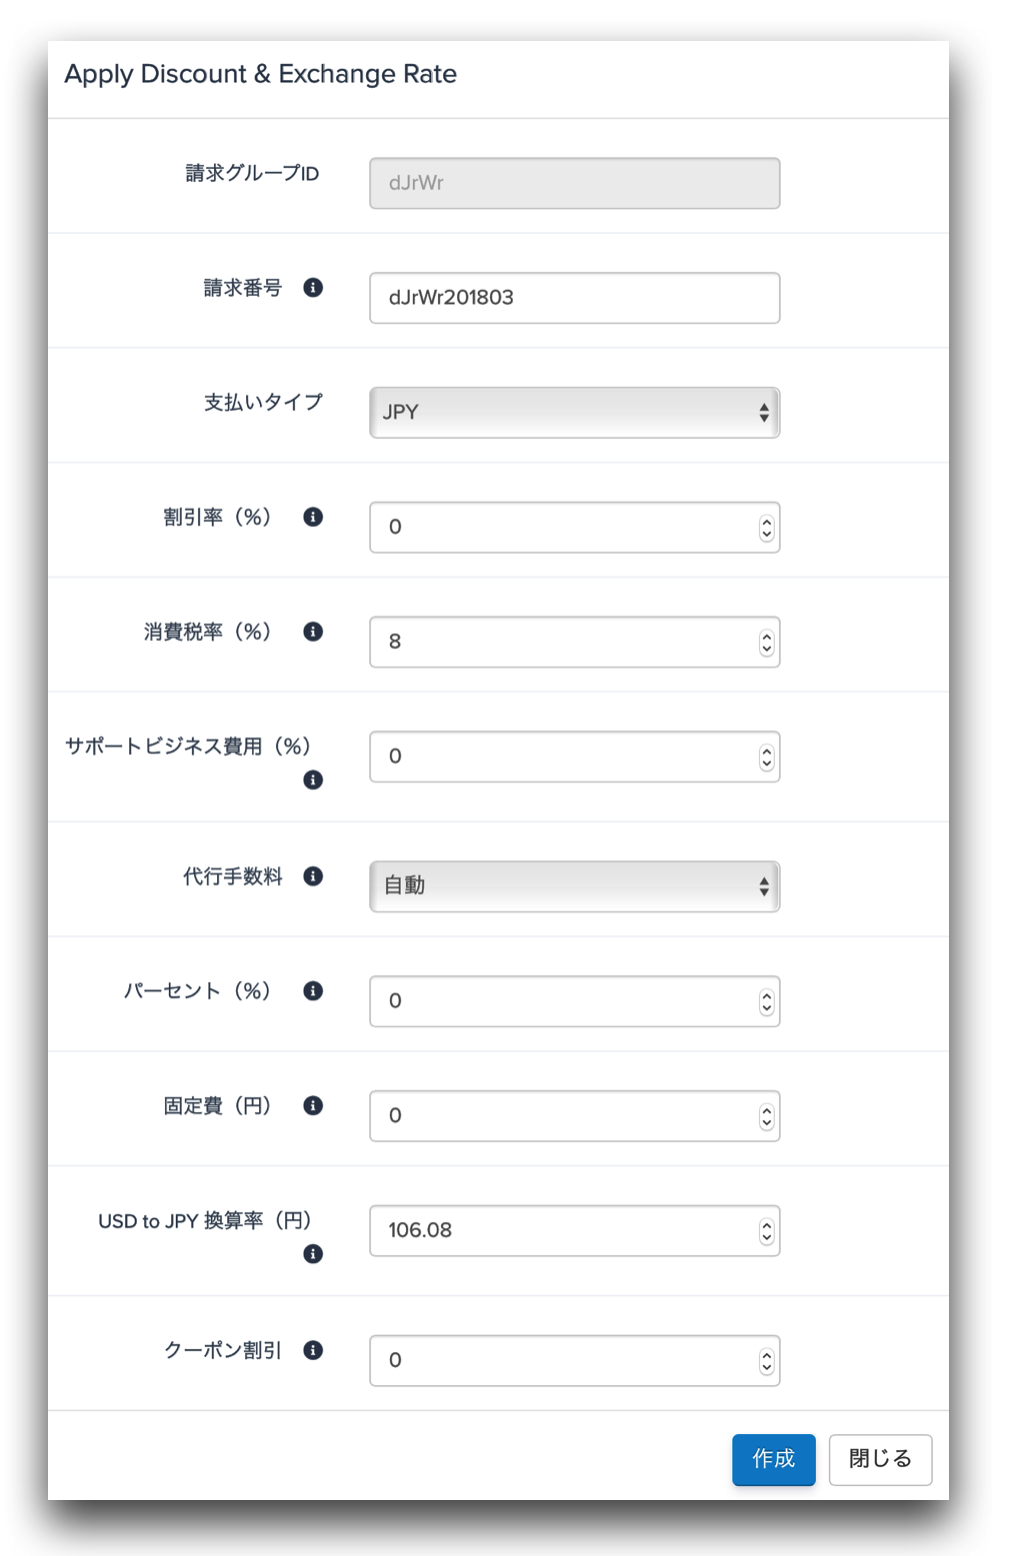 Apply Discount & Exchange Rate
請求グループID
dJrWr
請求番号
dJrWr201803
支払いタイプ
JPY
割引率（%）
0
消費税率（%）
8
サポートビジネス費用（%）
0
代行手数料
自動
パーセント（%）
0
固定費（円）
0
USD to JPY 換算率（円）
106.08
クーポン割引
0
作成
閉じる